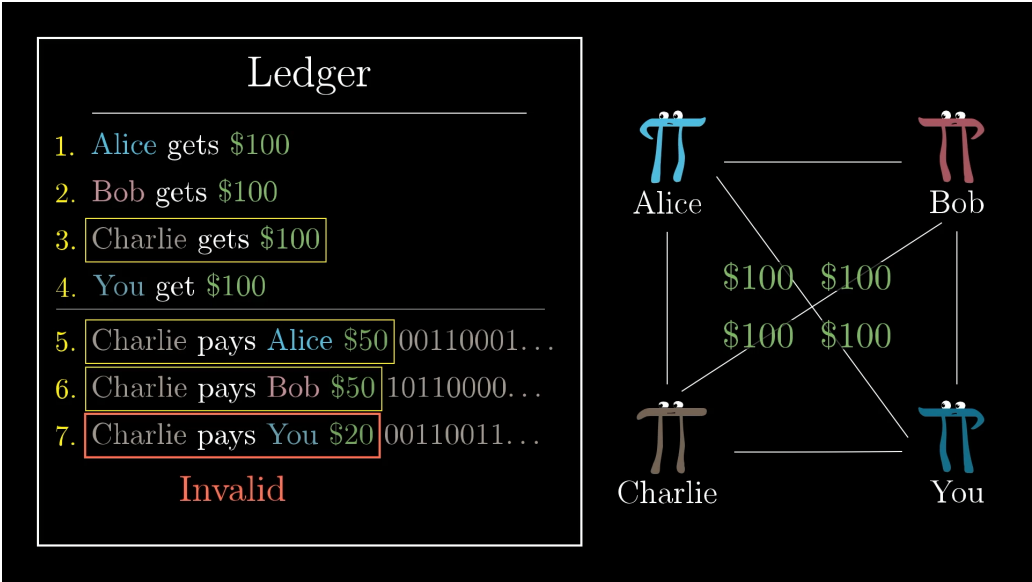 Ledger
1. Alice gets $100
2. Bob gets $100
3. Charlie gets $100
4. You get $100
5. Charlie pays Alice $50 00110001...
6. Charlie pays Bob $50 10110000...
7. Charlie pays You $20 00110011...
Invalid
Alice
Bob
$100 $100
$100 $100
Charlie
You